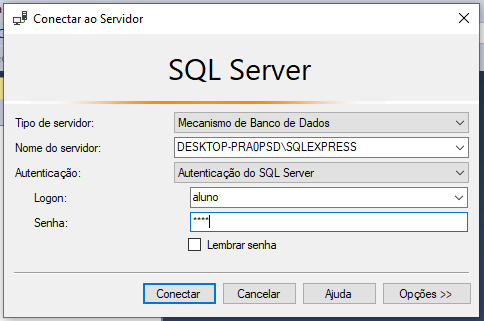 Conectar ao Servidor
SQL Server
Tipo de servidor: Mecanismo de Banco de Dados
Nome do servidor: DESKTOP-PRA0PSD\SQLEXPRESS
Autenticação: Autenticação do SQL Server
Logon: aluno
Senha: ****
Lembrar senha
Conectar Cancelar Ajuda Opções >>